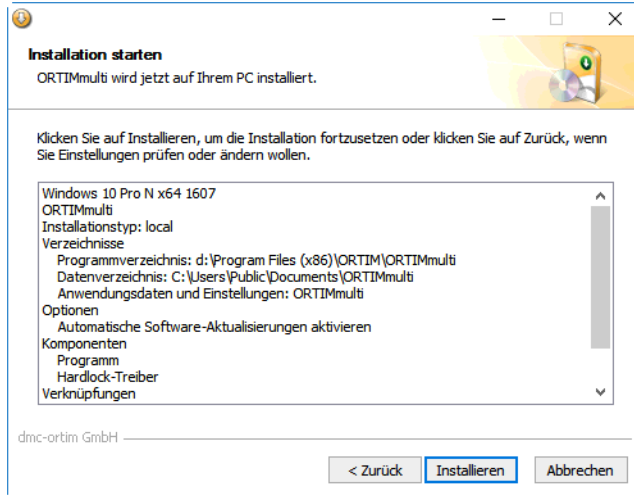 Installation starten
ORTIMmulti wird jetzt auf Ihrem PC installiert.
Klicken Sie auf Installieren, um die Installation fortzusetzen oder klicken Sie auf Zurück, wenn
Sie Einstellungen prüfen oder ändern wollen.
Windows 10 Pro N x64 1607
ORTIMmulti
Installationstyp: local
Verzeichnisse
Programmverzeichnis: d:\Program Files (x86)\ORTIM\ORTIMmulti
Datenverzeichnis: C:\Users\Public\Documents\ORTIMmulti
Anwendungsdaten und Einstellungen: ORTIMmulti
Optionen
Automatische Software-Aktualisierungen aktivieren
Komponenten
Programm
Hardlock-Treiber
Verknüpfungen
dmc-ortim GmbH
< Zurück Installieren Abbrechen